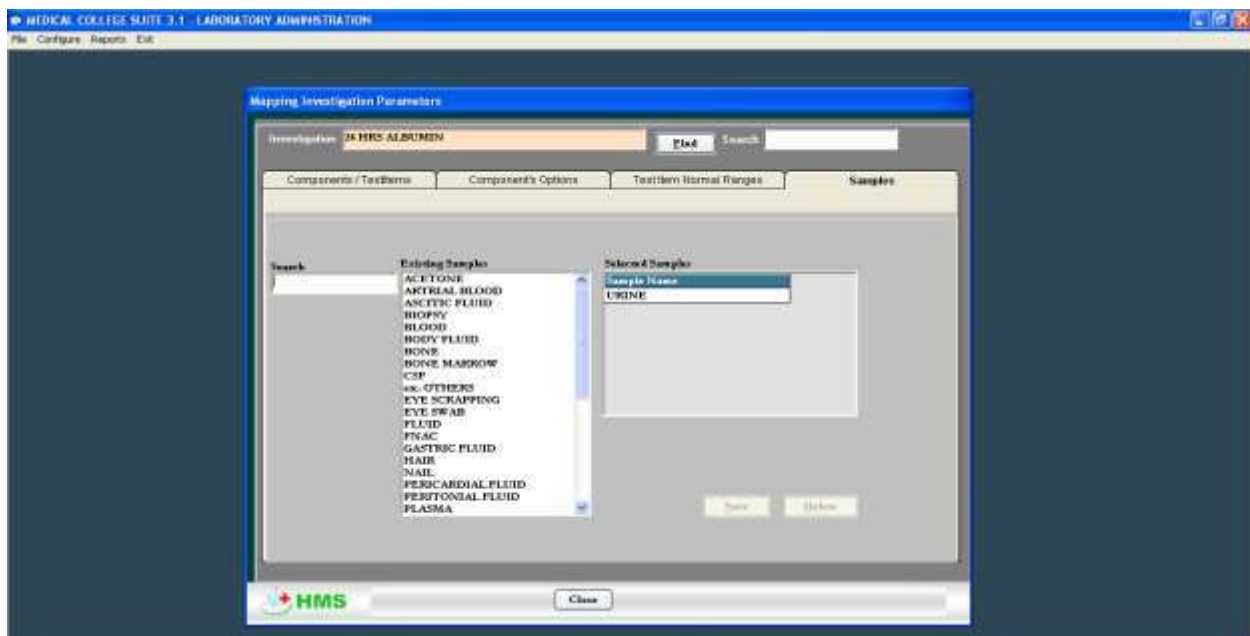 MEDICAL COLLEGE SUITE 3.1 - LABORATORY ADMINISTRATION
File Configure Reports Exit
Mapping Investigation Parameters
Investigation 24 HRS ALBUMIN Find Search
Components / TestItems Component's Options TestItem Normal Ranges Samples
Search Existing Samples Selected Samples
ACETONE Sample Name
ARTRIAL BLOOD URINE
ASCITIC FLUID
BIOPSY
BLOOD
BODY FLUID
BONE
BONE MARROW
CSF
OTHERS
EYE SCRAPPING
EYE SWAB
FLUID
FNAC
GASTRIC FLUID
HAIR
NAIL
PERICARDIAL FLUID
PERITONIAL FLUID
PLASMA
Save Delete
HMS Close